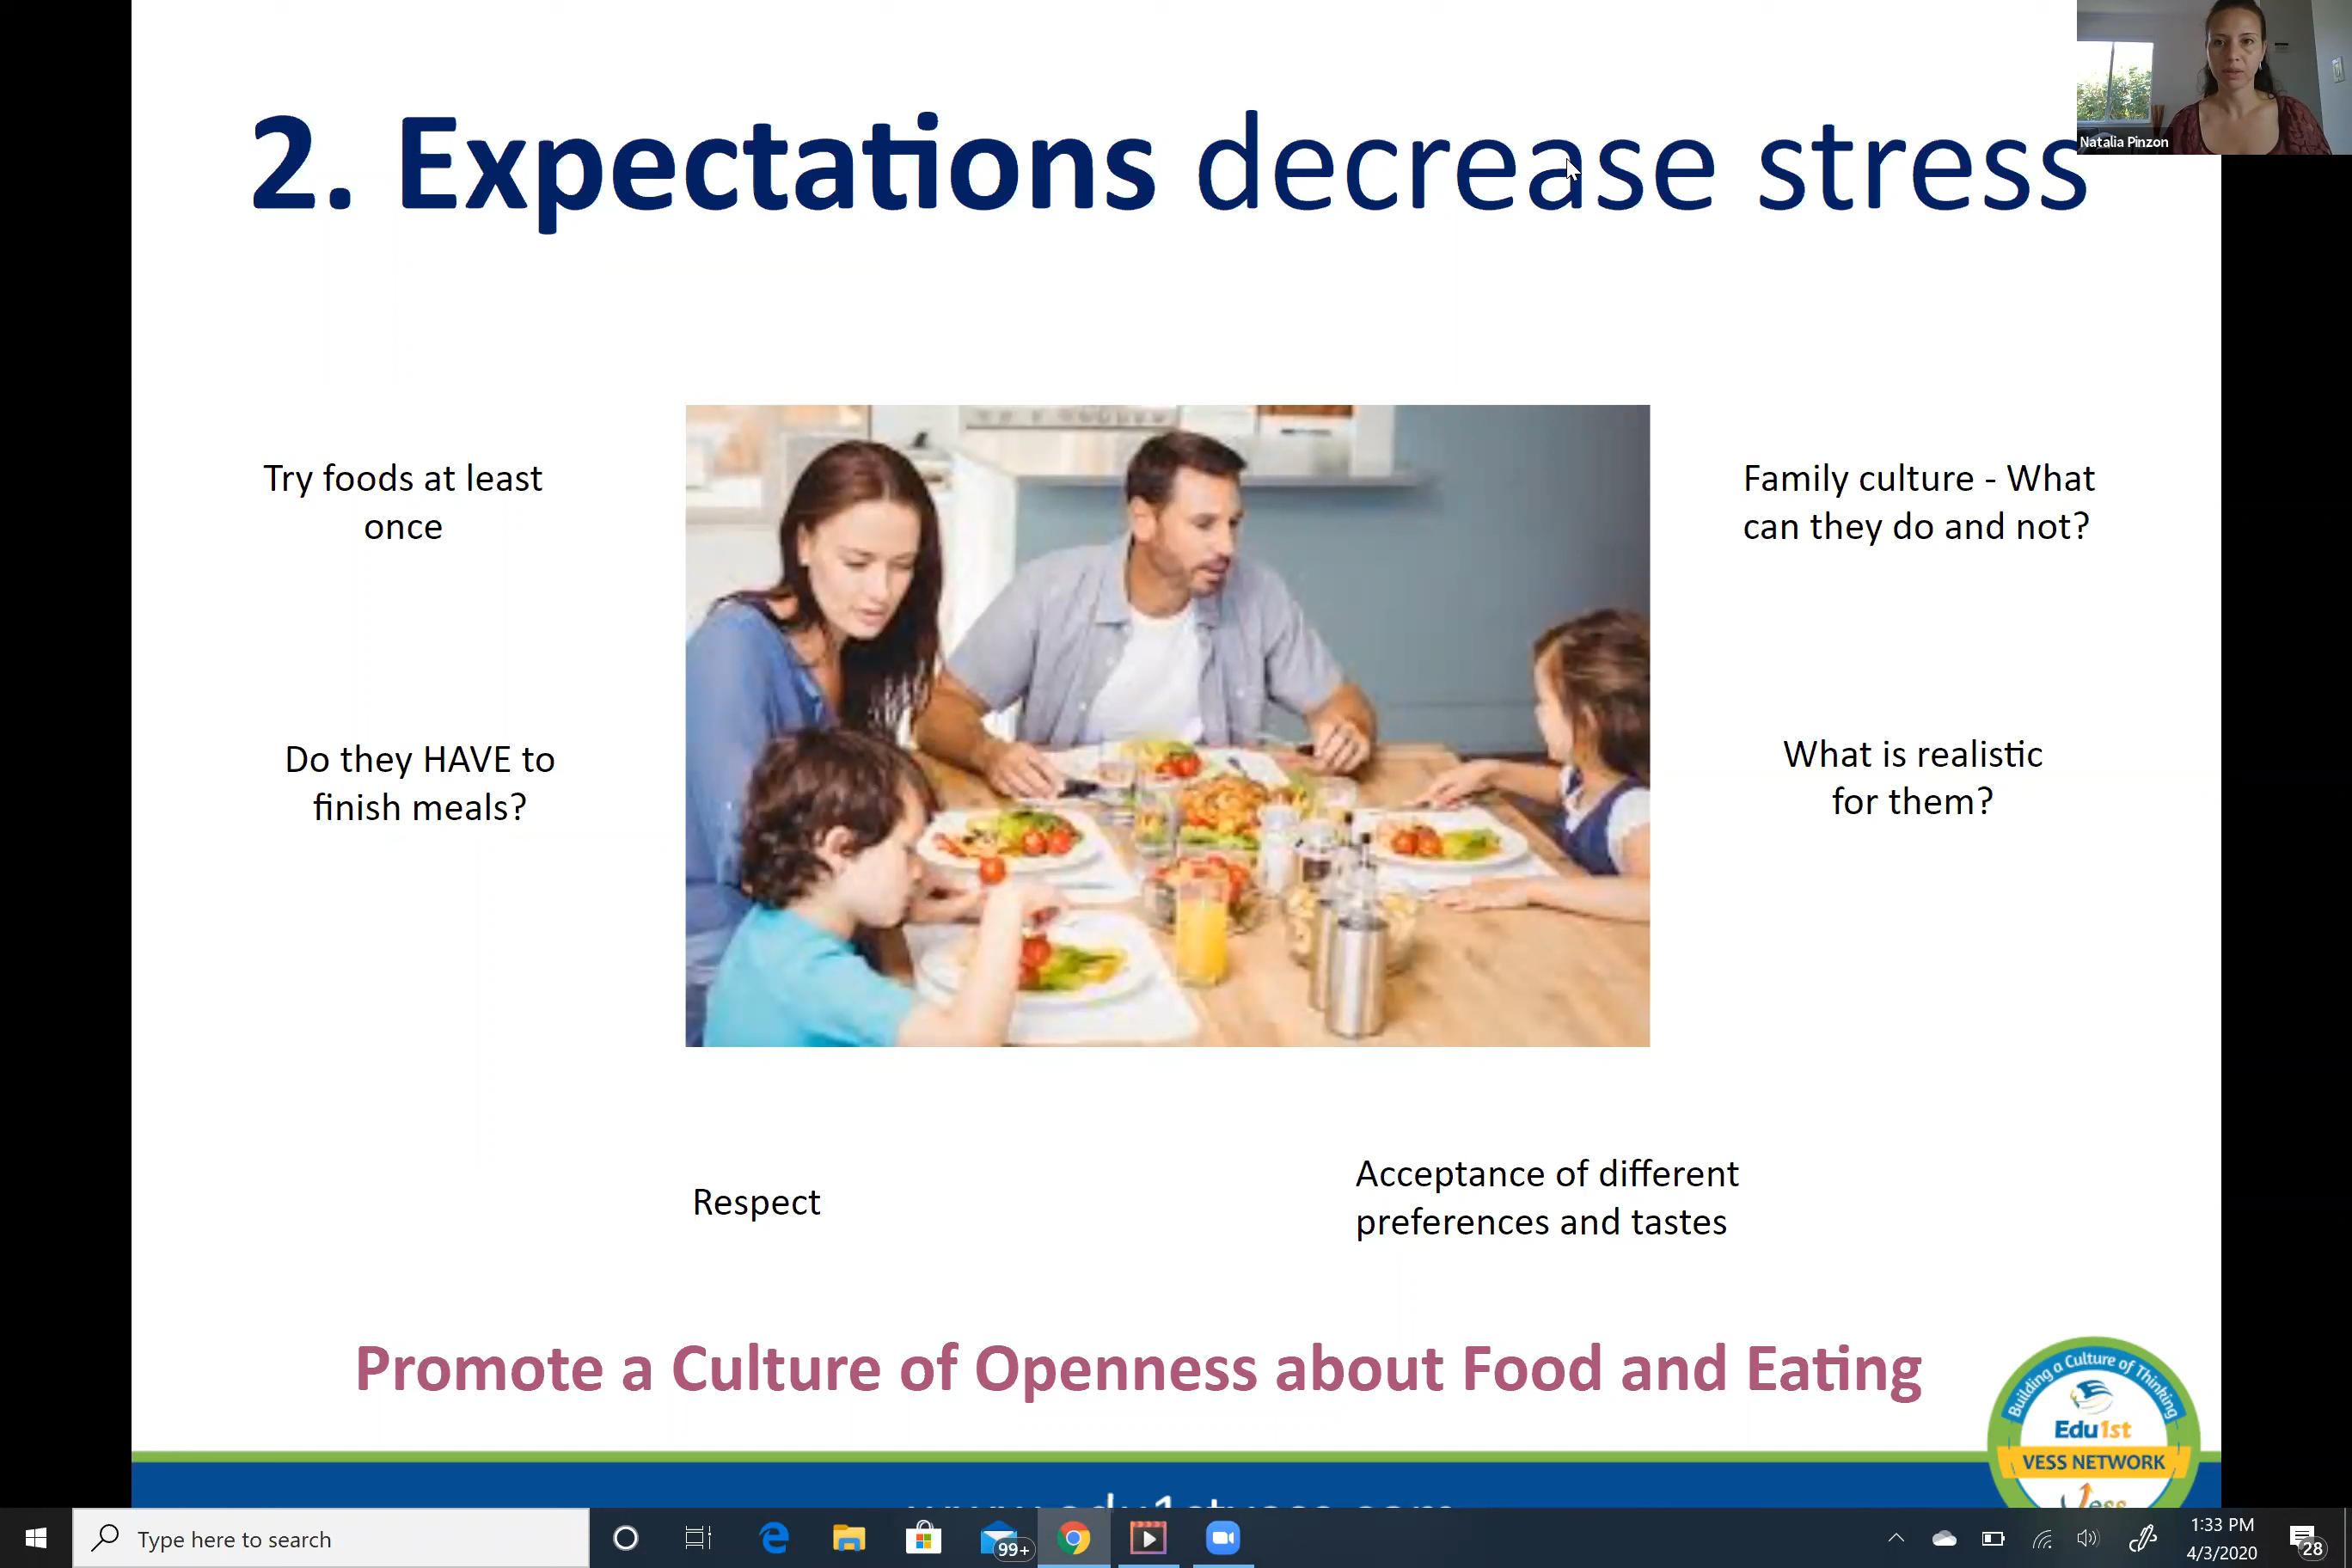 2. Expectations decrease stress
Natalia Pinzon
Try foods at least
once
Family culture - What
can they do and not?
Do they HAVE to
finish meals?
What is realistic
for them?
Respect
Acceptance of different
preferences and tastes
Promote a Culture of Openness about Food and Eating
Building a Culture of Thinking
Edu1st
VESS NETWORK
Vess
Type here to search
99+
1:33 PM
4/3/2020
28